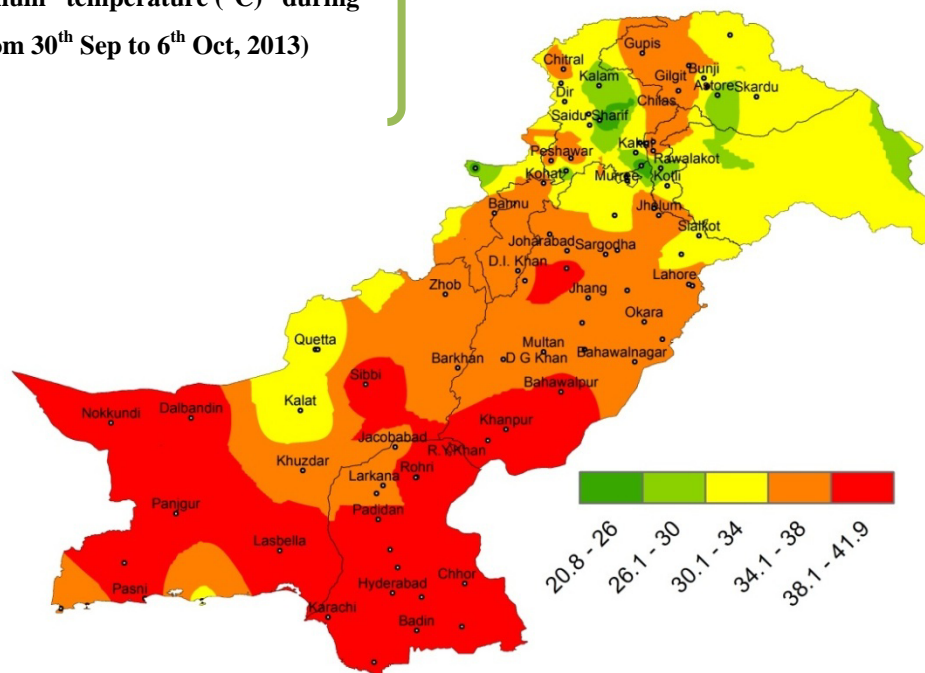 temperature (°C) during
30th Sep to 6th Oct, 2013)
Gupis
Chitral
Bunji
Kalam
Gilgit
Astore
Skardu
Dir
Chilas
Saidu Sharif
Kakul
Peshawar
Rawalakot
Kohat
Murree
Kotli
Bannu
Jhelum
Sialkot
Joharabad
Sargodha
D.I. Khan
Lahore
Zhob
Jhang
Okara
Quetta
Multan
Barkhan
D G Khan
Bahawalnagar
Sibbi
Bahawalpur
Nokkundi
Dalbandin
Kalat
Khanpur
Jacobabad
R.Y.Khan
Khuzdar
Rohri
Larkana
Panjgur
Padidan
Lasbella
Pasni
Hyderabad
Chhor
Karachi
Badin
20.8 - 26
26.1 - 30
30.1 - 34
34.1 - 38
38.1 - 41.9